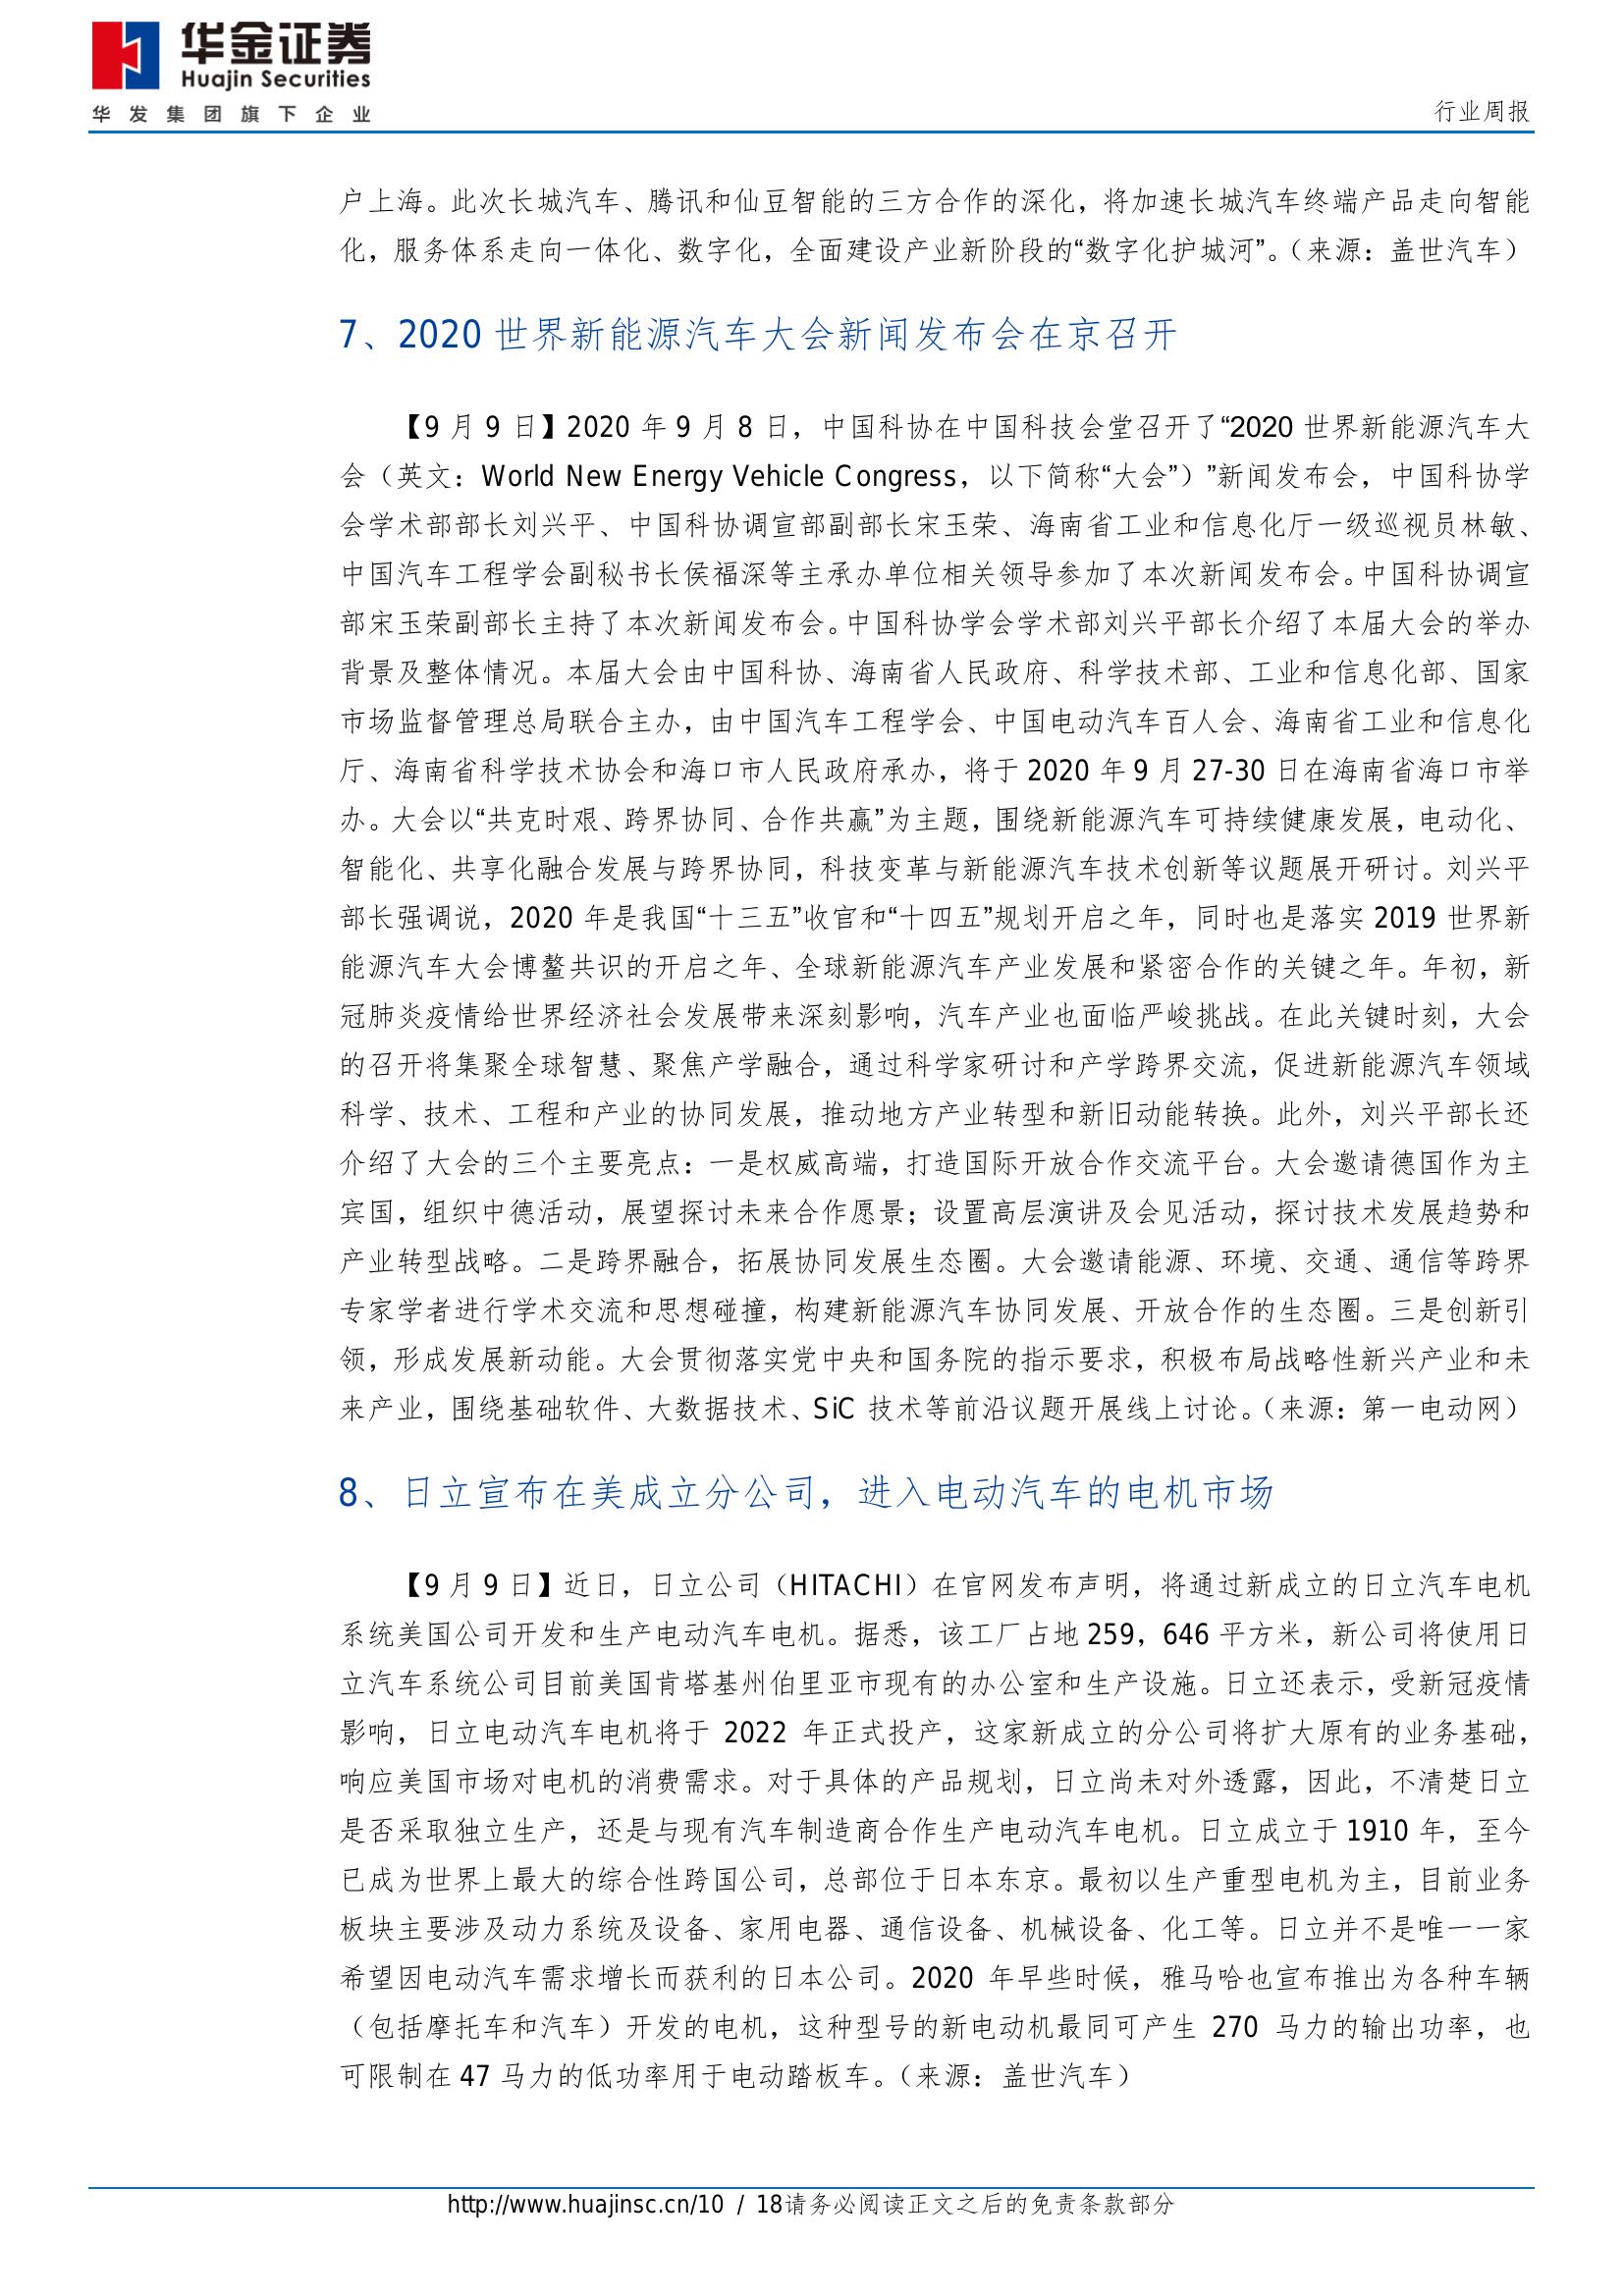 华金证券
Huajin Securities
华发集团旗下企业
行业周报
户上海。此次长城汽车、腾讯和仙豆智能的三方合作的深化，将加速长城汽车终端产品走向智能
化，服务体系走向一体化、数字化，全面建设产业新阶段的“数字化护城河”。（来源：盖世汽车）
7、2020 世界新能源汽车大会新闻发布会在京召开
【9 月 9 日】2020 年 9 月 8 日，中国科协在中国科技会堂召开了“2020 世界新能源汽车大
会（英文：World New Energy Vehicle Congress，以下简称“大会”）”新闻发布会，中国科协学
会学术部部长刘兴平、中国科协调宣部副部长宋玉荣、海南省工业和信息化厅一级巡视员林敏、
中国汽车工程学会副秘书长侯福深等主承办单位相关领导参加了本次新闻发布会。中国科协调宣
部宋玉荣副部长主持了本次新闻发布会。中国科协学会学术部刘兴平部长介绍了本届大会的举办
背景及整体情况。本届大会由中国科协、海南省人民政府、科学技术部、工业和信息化部、国家
市场监督管理总局联合主办，由中国汽车工程学会、中国电动汽车百人会、海南省工业和信息化
厅、海南省科学技术协会和海口市人民政府承办，将于 2020 年 9 月 27-30 日在海南省海口市举
办。大会以“共克时艰、跨界协同、合作共赢”为主题，围绕新能源汽车可持续健康发展，电动化、
智能化、共享化融合发展与跨界协同，科技变革与新能源汽车技术创新等议题展开研讨。刘兴平
部长强调说，2020 年是我国“十三五”收官和“十四五”规划开启之年，同时也是落实 2019 世界新
能源汽车大会博鳌共识的开启之年、全球新能源汽车产业发展和紧密合作的关键之年。年初，新
冠肺炎疫情给世界经济社会发展带来深刻影响，汽车产业也面临严峻挑战。在此关键时刻，大会
的召开将集聚全球智慧、聚焦产学融合，通过科学家研讨和产学跨界交流，促进新能源汽车领域
科学、技术、工程和产业的协同发展，推动地方产业转型和新旧动能转换。此外，刘兴平部长还
介绍了大会的三个主要亮点：一是权威高端，打造国际开放合作交流平台。大会邀请德国作为主
宾国，组织中德活动，展望探讨未来合作愿景；设置高层演讲及会见活动，探讨技术发展趋势和
产业转型战略。二是跨界融合，拓展协同发展生态圈。大会邀请能源、环境、交通、通信等跨界
专家学者进行学术交流和思想碰撞，构建新能源汽车协同发展、开放合作的生态圈。三是创新引
领，形成发展新动能。大会贯彻落实党中央和国务院的指示要求，积极布局战略性新兴产业和未
来产业，围绕基础软件、大数据技术、SiC 技术等前沿议题开展线上讨论。（来源：第一电动网）
8、日立宣布在美成立分公司，进入电动汽车的电机市场
【9 月 9 日】近日，日立公司（HITACHI）在官网发布声明，将通过新成立的日立汽车电机
系统美国公司开发和生产电动汽车电机。据悉，该工厂占地 259，646 平方米，新公司将使用日
立汽车系统公司目前美国肯塔基州伯里亚市现有的办公室和生产设施。日立还表示，受新冠疫情
影响，日立电动汽车电机将于 2022 年正式投产，这家新成立的分公司将扩大原有的业务基础，
响应美国市场对电机的消费需求。对于具体的产品规划，日立尚未对外透露，因此，不清楚日立
是否采取独立生产，还是与现有汽车制造商合作生产电动汽车电机。日立成立于 1910 年，至今
已成为世界上最大的综合性跨国公司，总部位于日本东京。最初以生产重型电机为主，目前业务
板块主要涉及动力系统及设备、家用电器、通信设备、机械设备、化工等。日立并不是唯一一家
希望因电动汽车需求增长而获利的日本公司。2020 年早些时候，雅马哈也宣布推出为各种车辆
（包括摩托车和汽车）开发的电机，这种型号的新电动机最同可产生 270 马力的输出功率，也
可限制在 47 马力的低功率用于电动踏板车。（来源：盖世汽车）
http://www.huajinsc.cn/10 / 18请务必阅读正文之后的免责条款部分